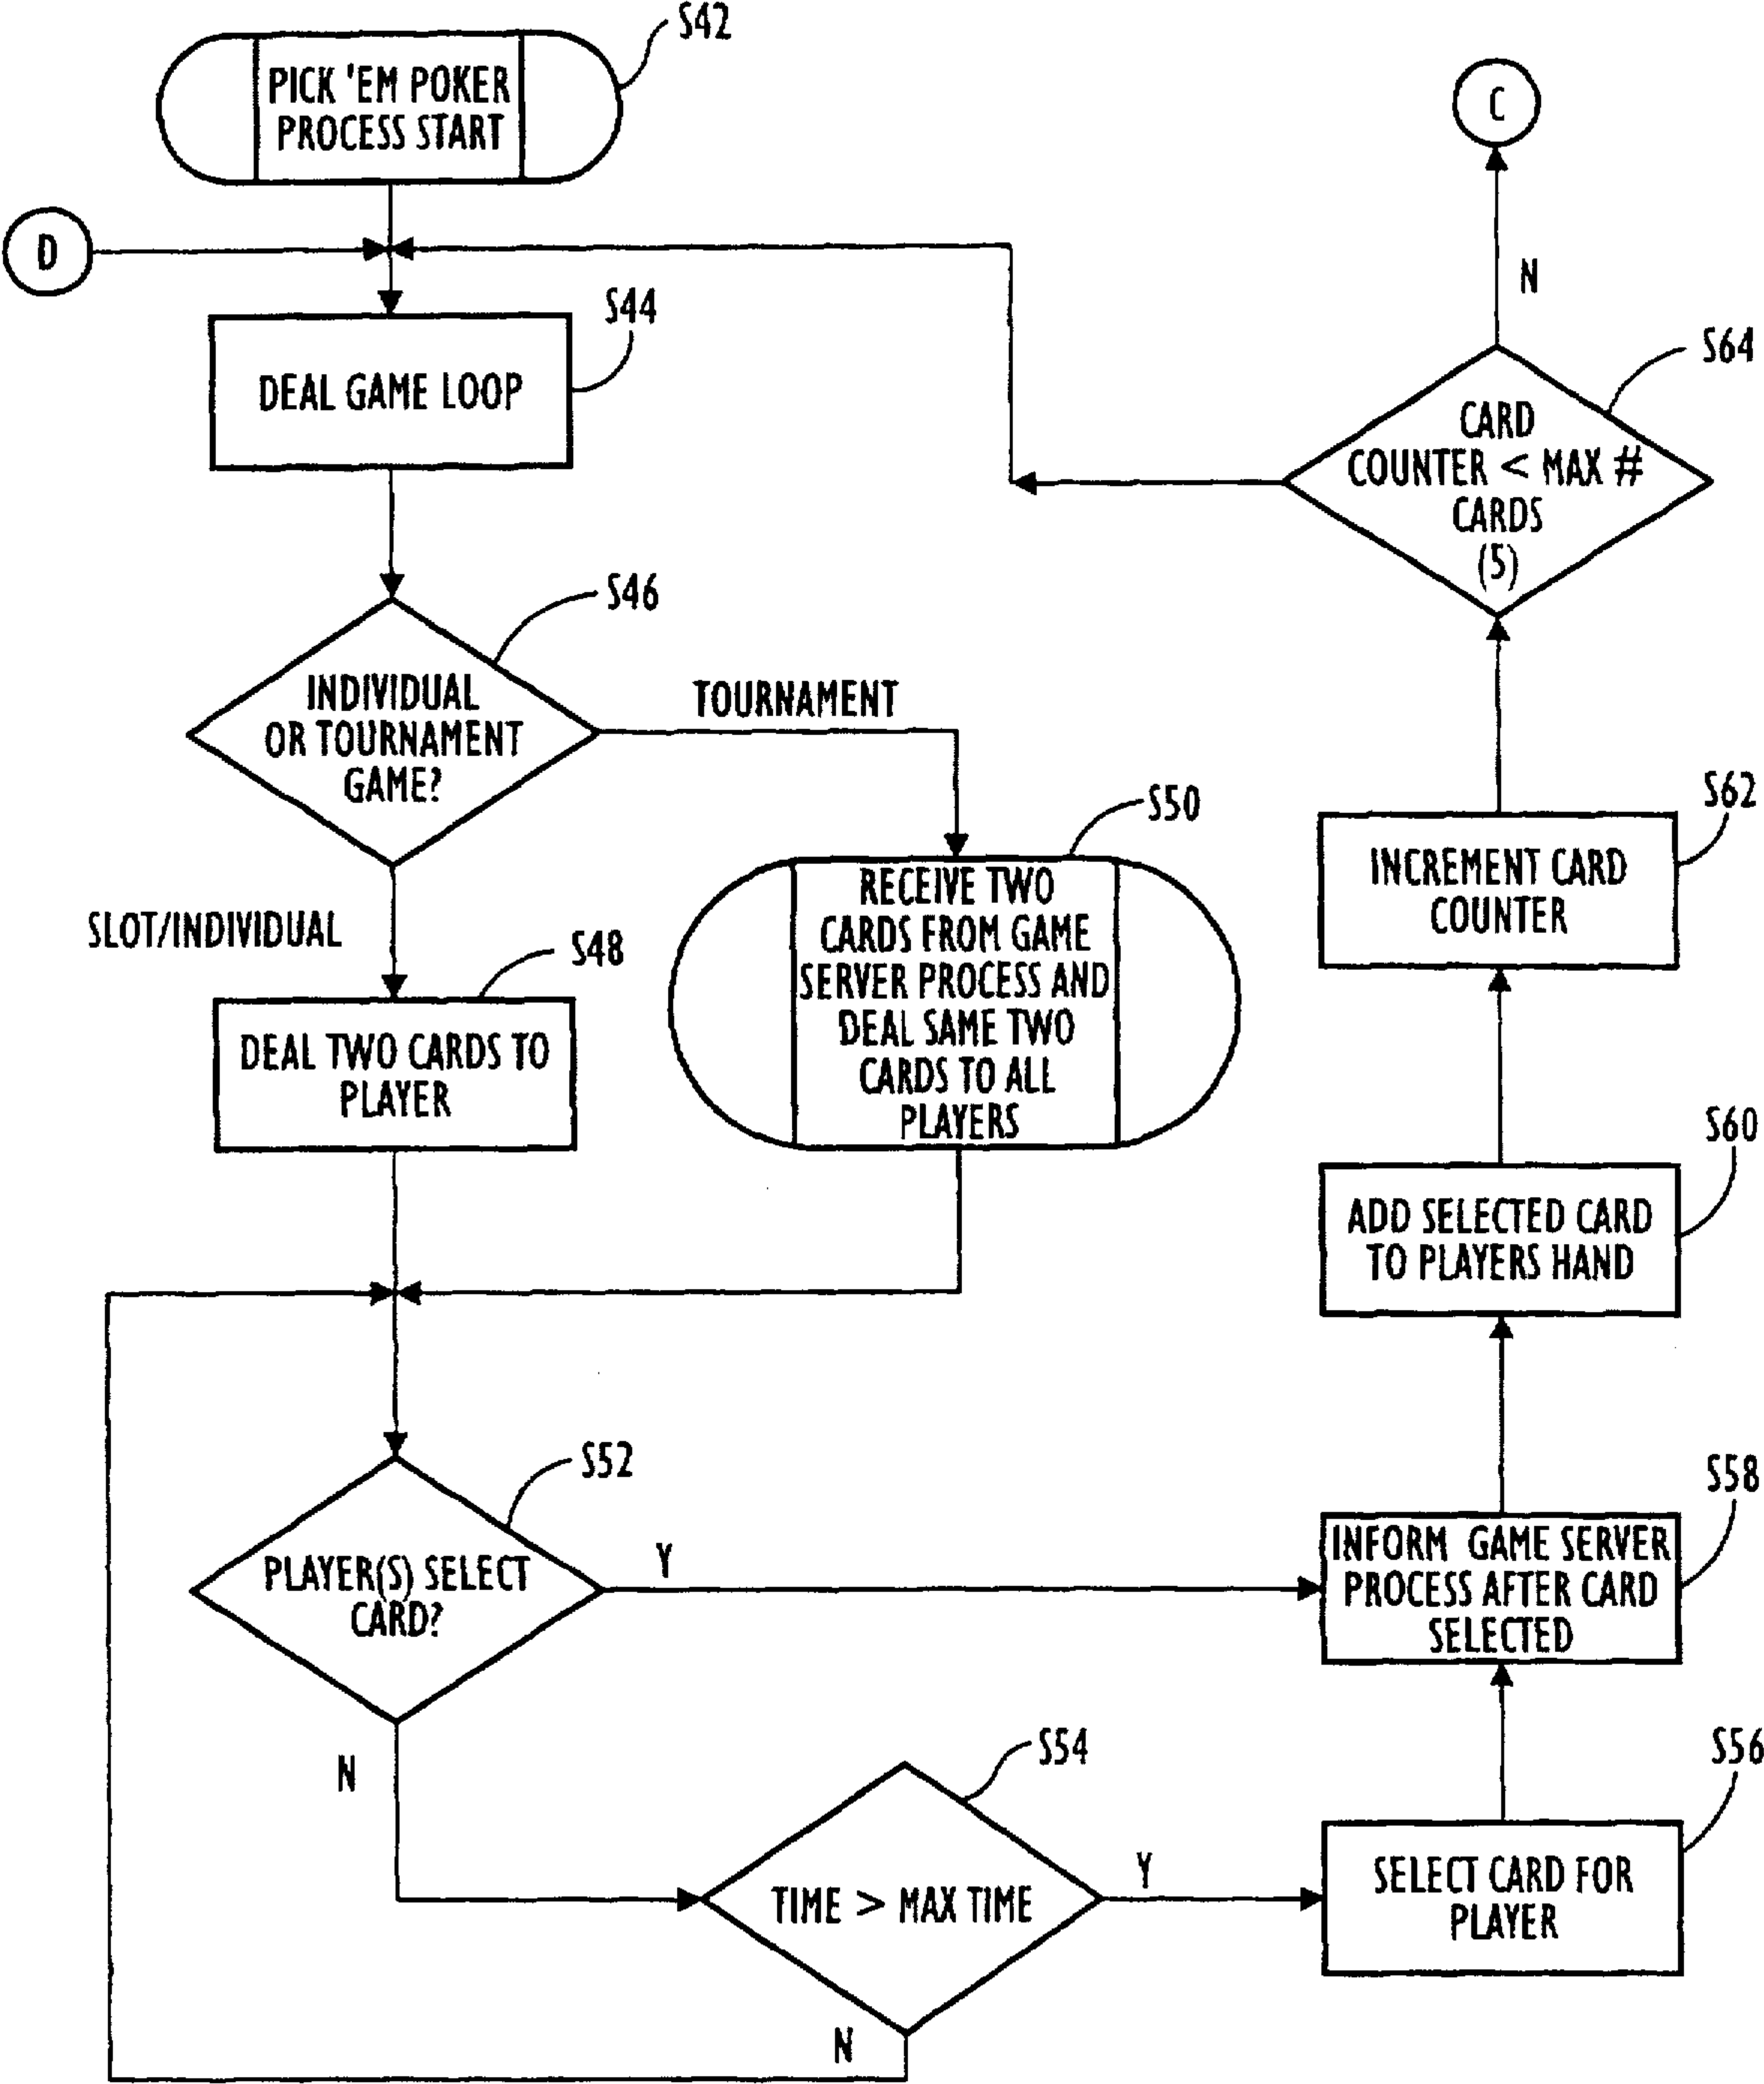 S42
PICK 'EM POKER
PROCESS START
D
S44
DEAL GAME LOOP
S46
INDIVIDUAL
OR TOURNAMENT
GAME?
TOURNAMENT
SLOT/INDIVIDUAL
S48
DEAL TWO CARDS TO
PLAYER
S50
RECEIVE TWO
CARDS FROM GAME
SERVER PROCESS AND
DEAL SAME TWO
CARDS TO ALL
PLAYERS
S52
PLAYER(S) SELECT
CARD?
Y
N
S54
TIME > MAX TIME
Y
N
S56
SELECT CARD FOR
PLAYER
S58
INFORM GAME SERVER
PROCESS AFTER CARD
SELECTED
S60
ADD SELECTED CARD
TO PLAYERS HAND
S62
INCREMENT CARD
COUNTER
S64
CARD
COUNTER < MAX #
CARDS
(5)
N
C